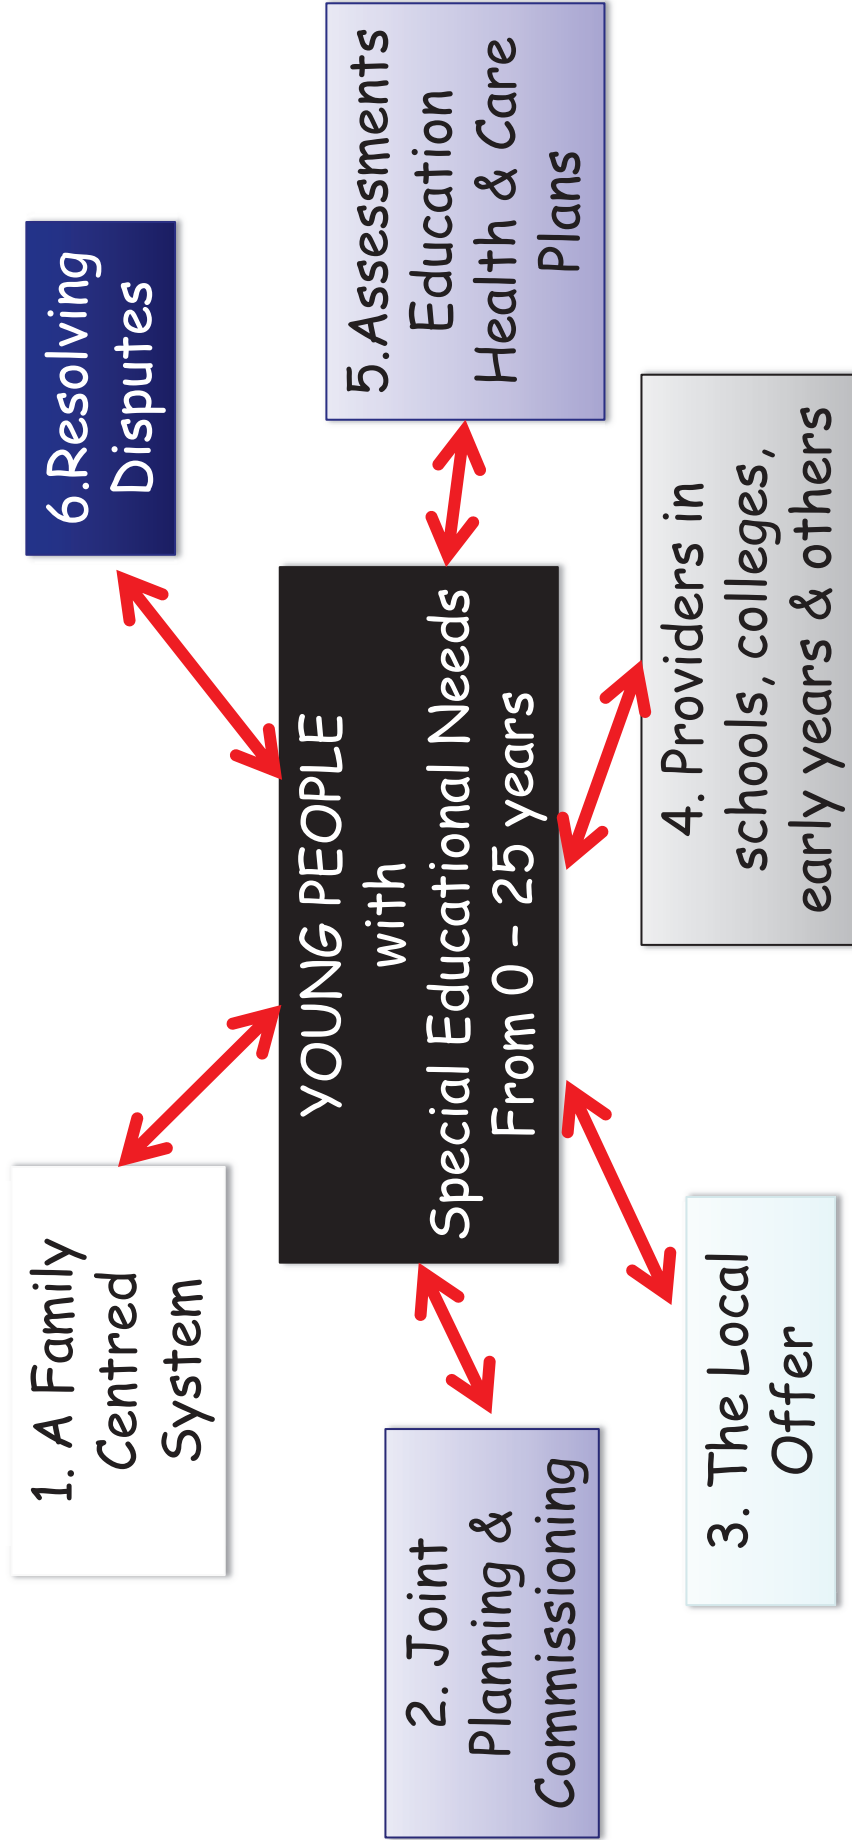 1. A Family
Centred
System
6.Resolving
Disputes
YOUNG PEOPLE
with
Special Educational Needs
From 0 - 25 years
2. Joint
Planning &
Commissioning
5.Assessments
Education
Health & Care
Plans
3. The Local
Offer
4. Providers in
schools, colleges,
early years & others